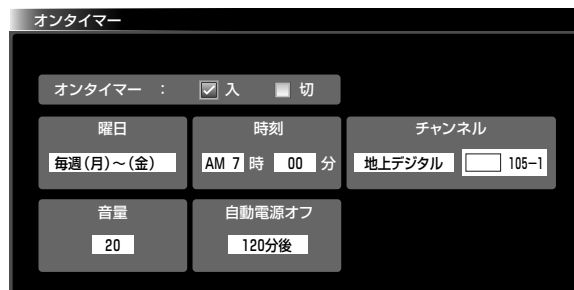 オンタイマー
オンタイマー : 入 切
曜日
毎週(月)~(金)
時刻
AM 7 時 00 分
チャンネル
地上デジタル 105-1
音量
20
自動電源オフ
120分後